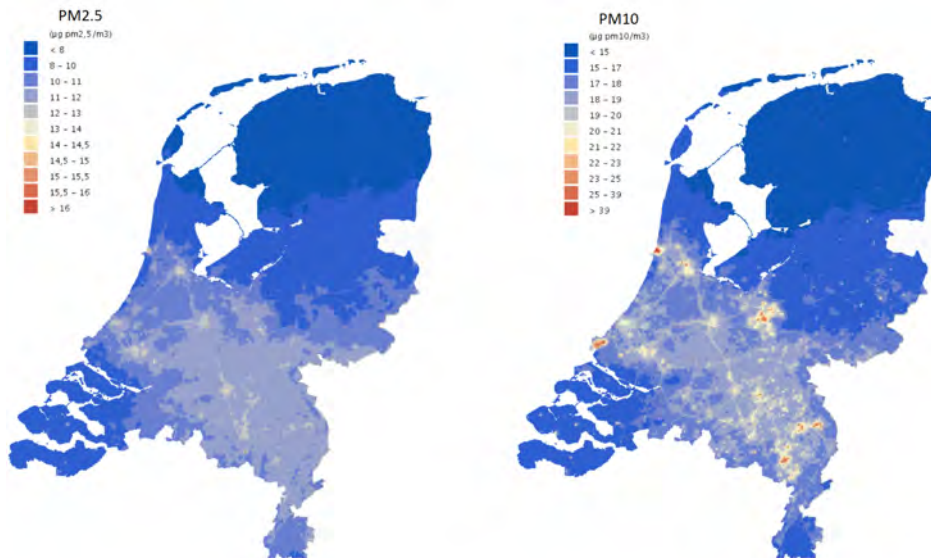 PM2.5
(µg pm2,5/m3)
< 8
8 – 10
10 – 11
11 – 12
12 – 13
13 – 14
14 – 14,5
14,5 – 15
15 – 15,5
15,5 – 16
> 16
PM10
(µg pm10/m3)
< 15
15 – 17
17 – 18
18 – 19
19 – 20
20 – 21
21 – 22
22 – 23
23 – 25
25 – 39
> 39